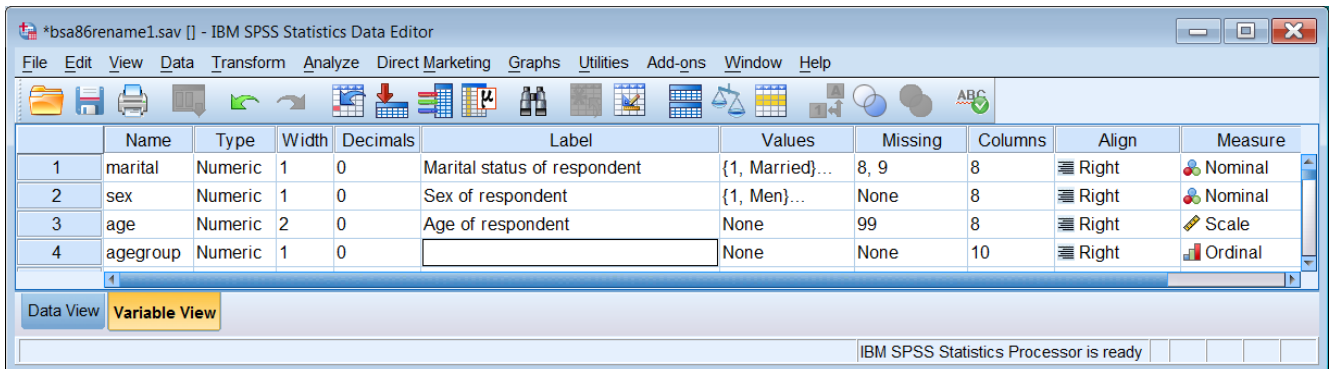 *bsa86rename1.sav [] - IBM SPSS Statistics Data Editor
File Edit View Data Transform Analyze Direct Marketing Graphs Utilities Add-ons Window Help
Name Type Width Decimals Label Values Missing Columns Align Measure
1 marital Numeric 1 0 Marital status of respondent {1, Married}... 8, 9 8 Right Nominal
2 sex Numeric 1 0 Sex of respondent {1, Men}... None 8 Right Nominal
3 age Numeric 2 0 Age of respondent None 99 8 Right Scale
4 agegroup Numeric 1 0 None None 10 Right Ordinal
Data View Variable View
IBM SPSS Statistics Processor is ready